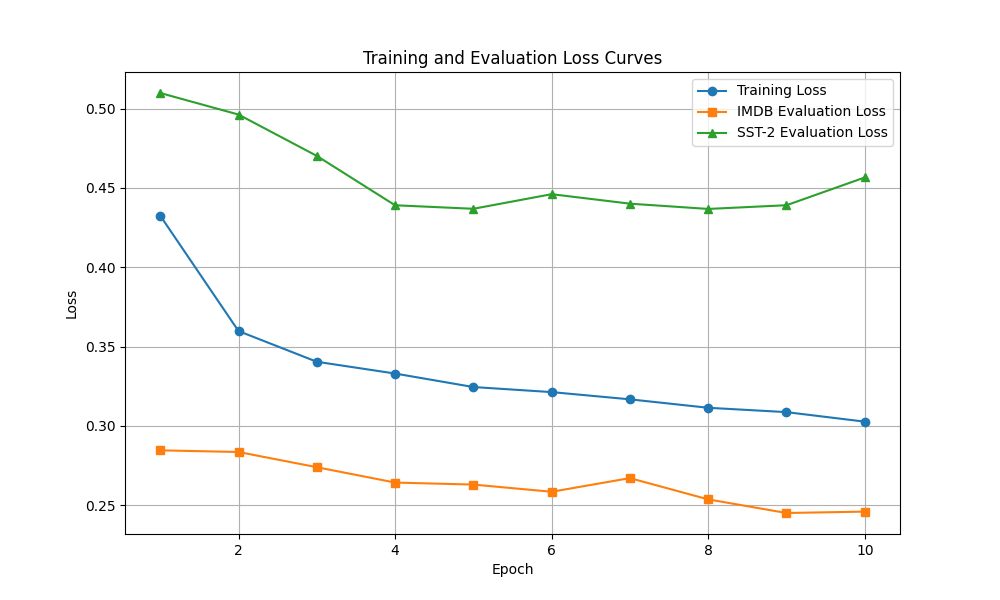 Training and Evaluation Loss Curves
Training Loss
IMDB Evaluation Loss
SST-2 Evaluation Loss
0.50
0.45
0.40
0.35
0.30
0.25
Loss
2 4 6 8 10
Epoch